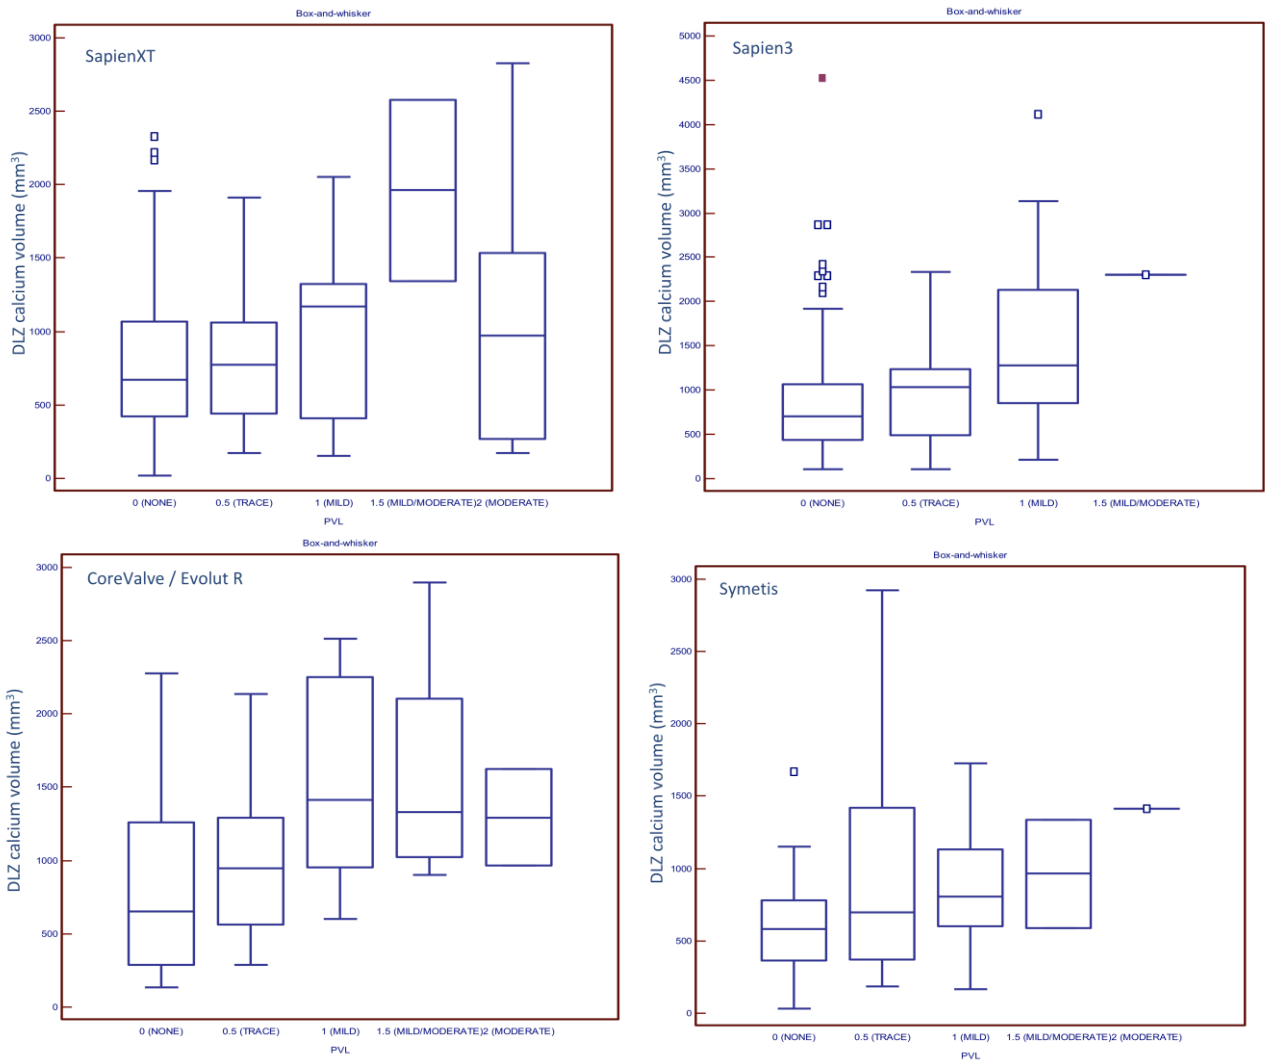 Box-and-whisker
SapienXT
DLZ calcium volume (mm³)
3000
2500
2000
1500
1000
500
0
0 (NONE) 0.5 (TRACE) 1 (MILD) 1.5 (MILD/MODERATE)2 (MODERATE)
PVL
Box-and-whisker
Sapien3
DLZ calcium volume (mm³)
5000
4500
4000
3500
3000
2500
2000
1500
1000
500
0
0 (NONE) 0.5 (TRACE) 1 (MILD) 1.5 (MILD/MODERATE)
PVL
Box-and-whisker
CoreValve / Evolut R
DLZ calcium volume (mm³)
3000
2500
2000
1500
1000
500
0
0 (NONE) 0.5 (TRACE) 1 (MILD) 1.5 (MILD/MODERATE)2 (MODERATE)
PVL
Box-and-whisker
Symetis
DLZ calcium volume (mm³)
3000
2500
2000
1500
1000
500
0
0 (NONE) 0.5 (TRACE) 1 (MILD) 1.5 (MILD/MODERATE)2 (MODERATE)
PVL